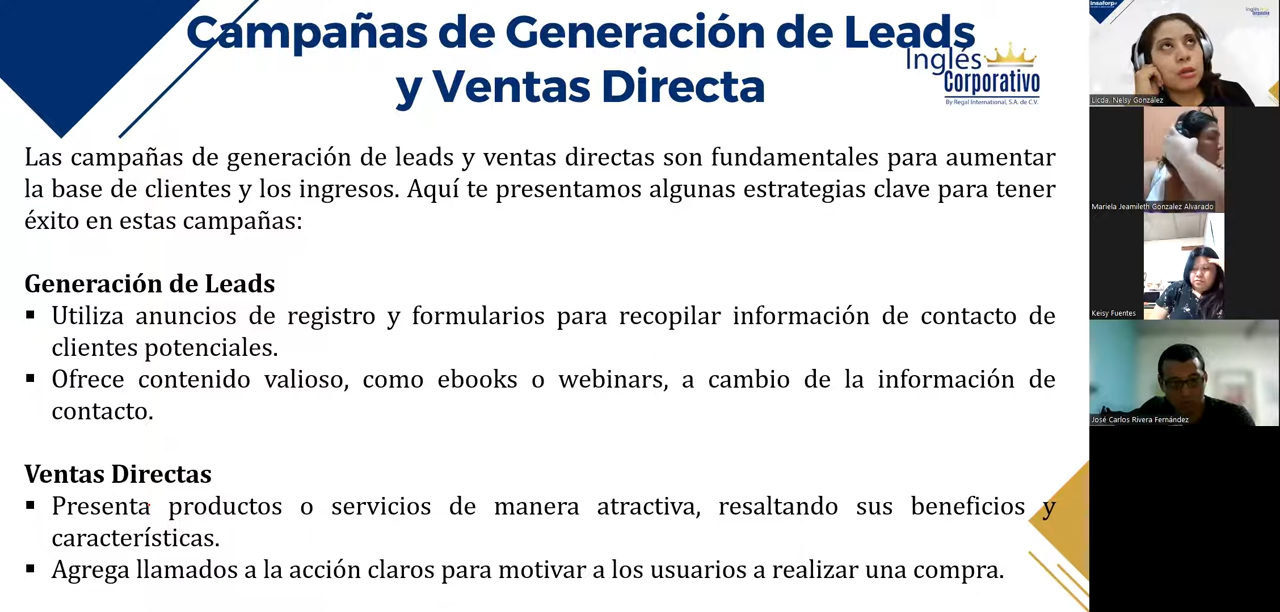 Campañas de Generación de Leads
y Ventas Directa
Inglés
Corporativo
By Regal International, S.A. de C.V.
Las campañas de generación de leads y ventas directas son fundamentales para aumentar
la base de clientes y los ingresos. Aquí te presentamos algunas estrategias clave para tener
éxito en estas campañas:
Generación de Leads
▪ Utiliza anuncios de registro y formularios para recopilar información de contacto de
clientes potenciales.
▪ Ofrece contenido valioso, como ebooks o webinars, a cambio de la información de
contacto.
Ventas Directas
▪ Presenta productos o servicios de manera atractiva, resaltando sus beneficios y
características.
▪ Agrega llamados a la acción claros para motivar a los usuarios a realizar una compra.
Insaforp
Inglés
Corporativo
Licda. Neisy González
Mariela Jeamileth Gonzalez Alvarado
Keisy Fuentes
José Carlos Rivera Fernández